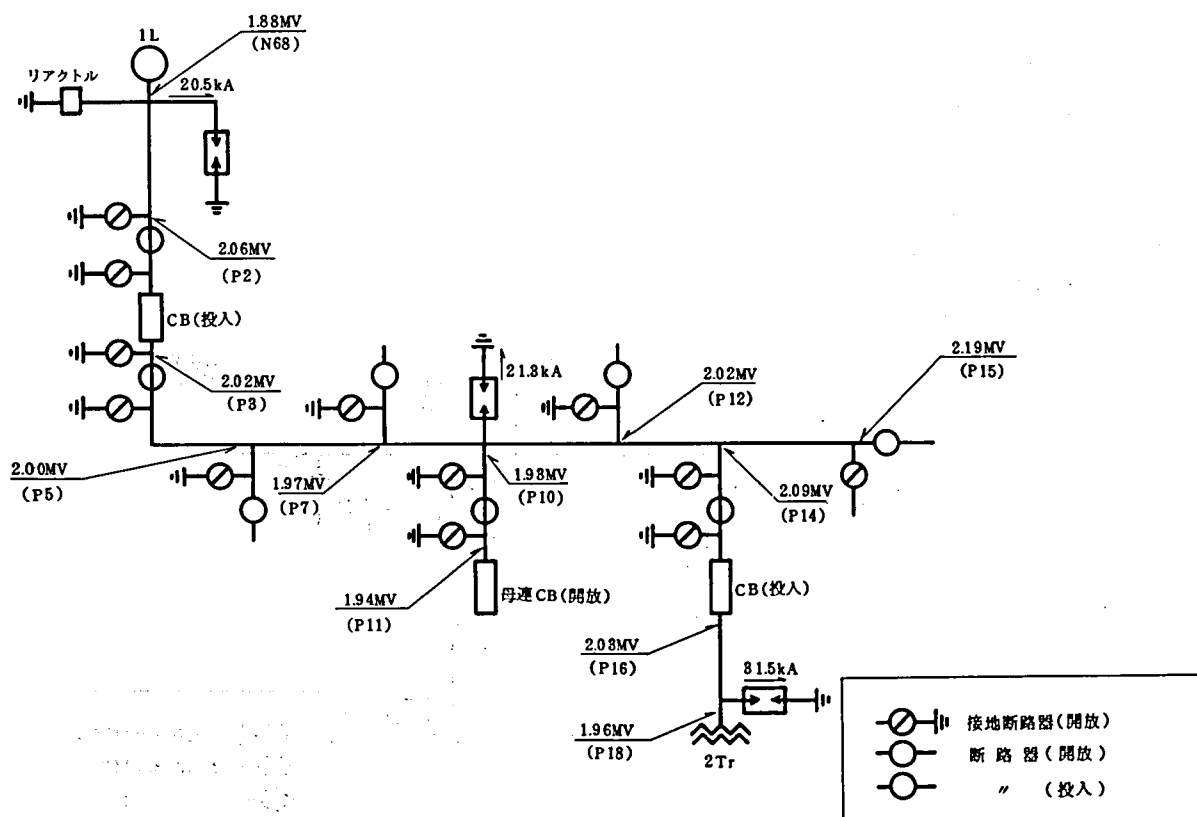 1L
1.88MV
(N68)
リアクトル
20.5kA
2.06MV
(P2)
CB(投入)
2.02MV
(P3)
21.3kA
2.02MV
(P12)
2.19MV
(P15)
2.00MV
(P5)
1.97MV
(P7)
1.93MV
(P10)
2.09MV
(P14)
1.94MV
(P11)
母連CB(開放)
CB(投入)
2.03MV
(P16)
31.5kA
1.96MV
(P18)
2Tr
接地断路器(開放)
断路器(開放)
〃 (投入)